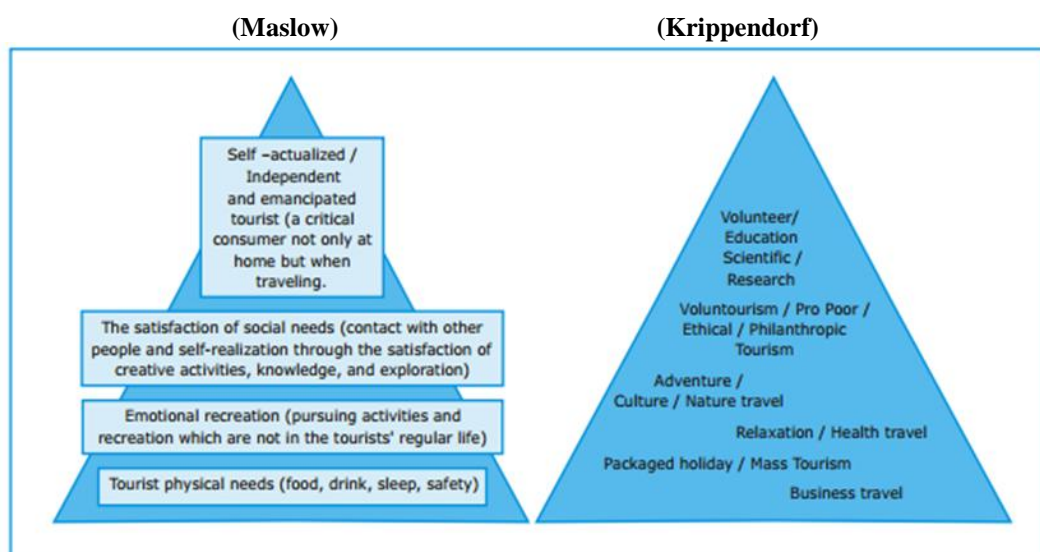 (Maslow)
(Krippendorf)
Self –actualized /
Independent
and emancipated
tourist (a critical
consumer not only at
home but when
traveling.
The satisfaction of social needs (contact with other
people and self-realization through the satisfaction of
creative activities, knowledge, and exploration)
Emotional recreation (pursuing activities and
recreation which are not in the tourists' regular life)
Tourist physical needs (food, drink, sleep, safety)
Volunteer/
Education
Scientific /
Research
Voluntourism / Pro Poor /
Ethical / Philanthropic
Tourism
Adventure /
Culture / Nature travel
Relaxation / Health travel
Packaged holiday / Mass Tourism
Business travel